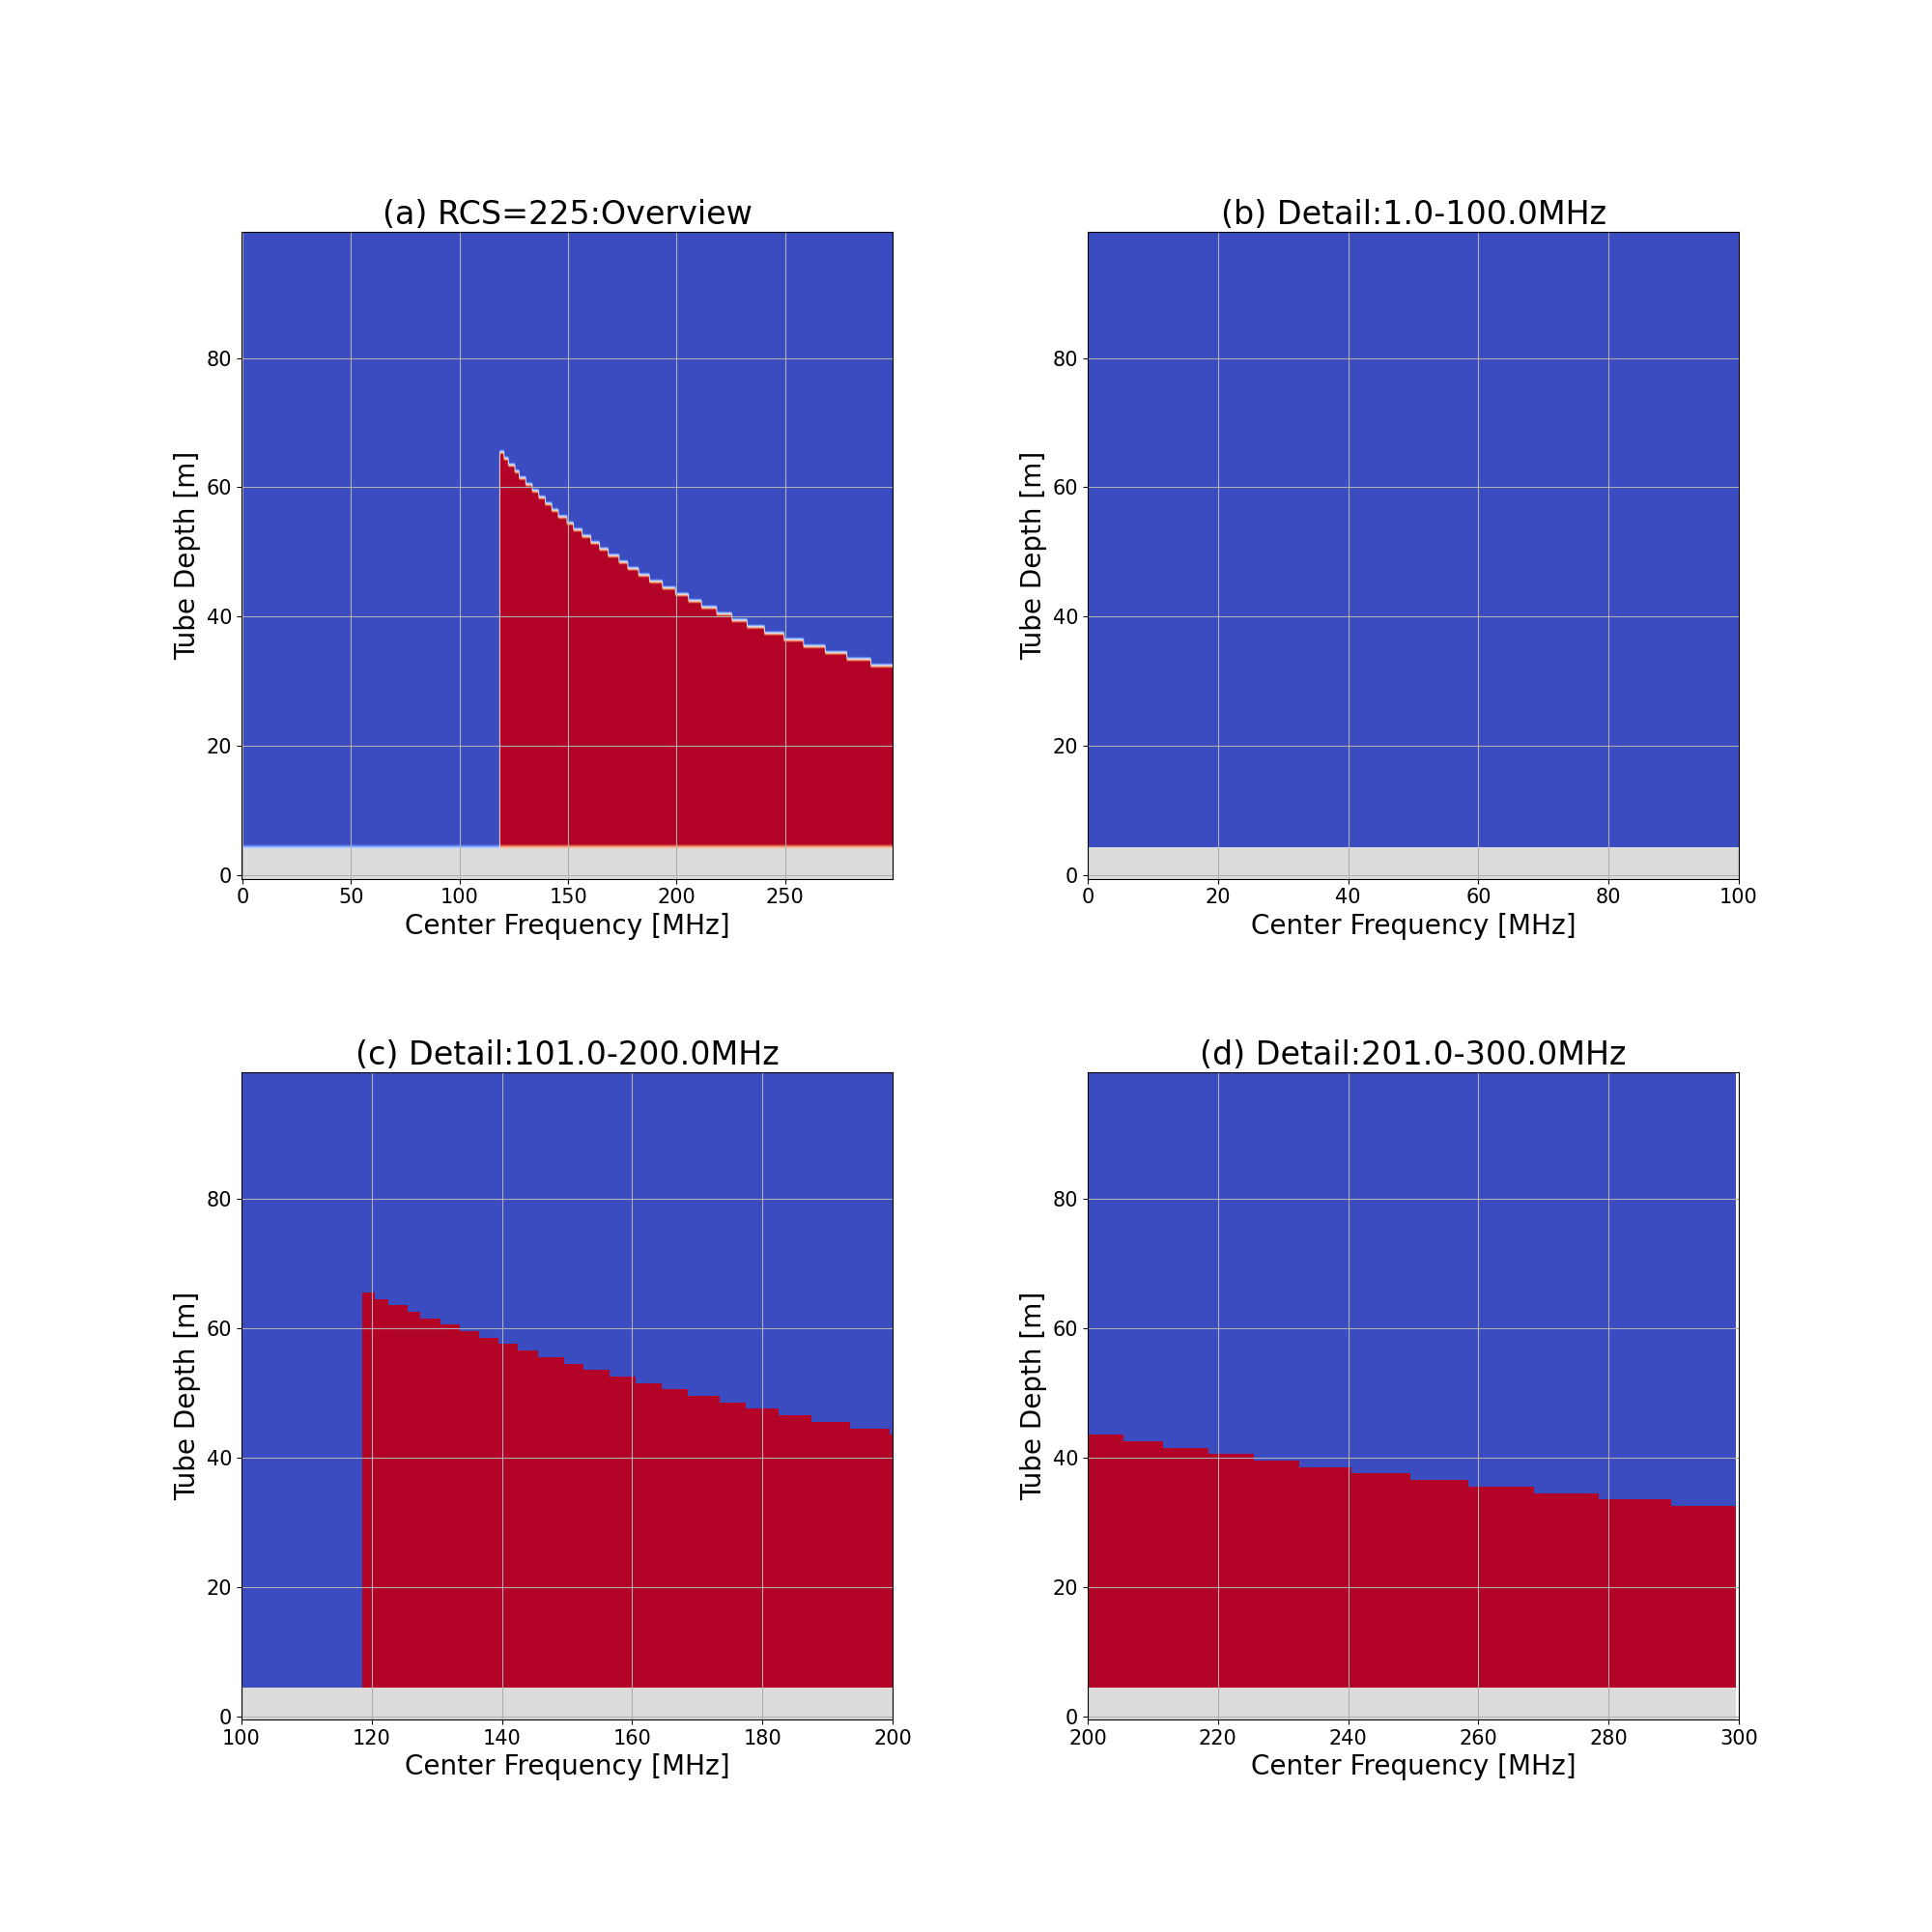 (a) RCS=225:Overview
80
60
40
20
0
0 50 100 150 200 250
Tube Depth [m]
Center Frequency [MHz]
(b) Detail:1.0-100.0MHz
80
60
40
20
0
0 20 40 60 80 100
Tube Depth [m]
Center Frequency [MHz]
(c) Detail:101.0-200.0MHz
80
60
40
20
0
100 120 140 160 180 200
Tube Depth [m]
Center Frequency [MHz]
(d) Detail:201.0-300.0MHz
80
60
40
20
0
200 220 240 260 280 300
Tube Depth [m]
Center Frequency [MHz]